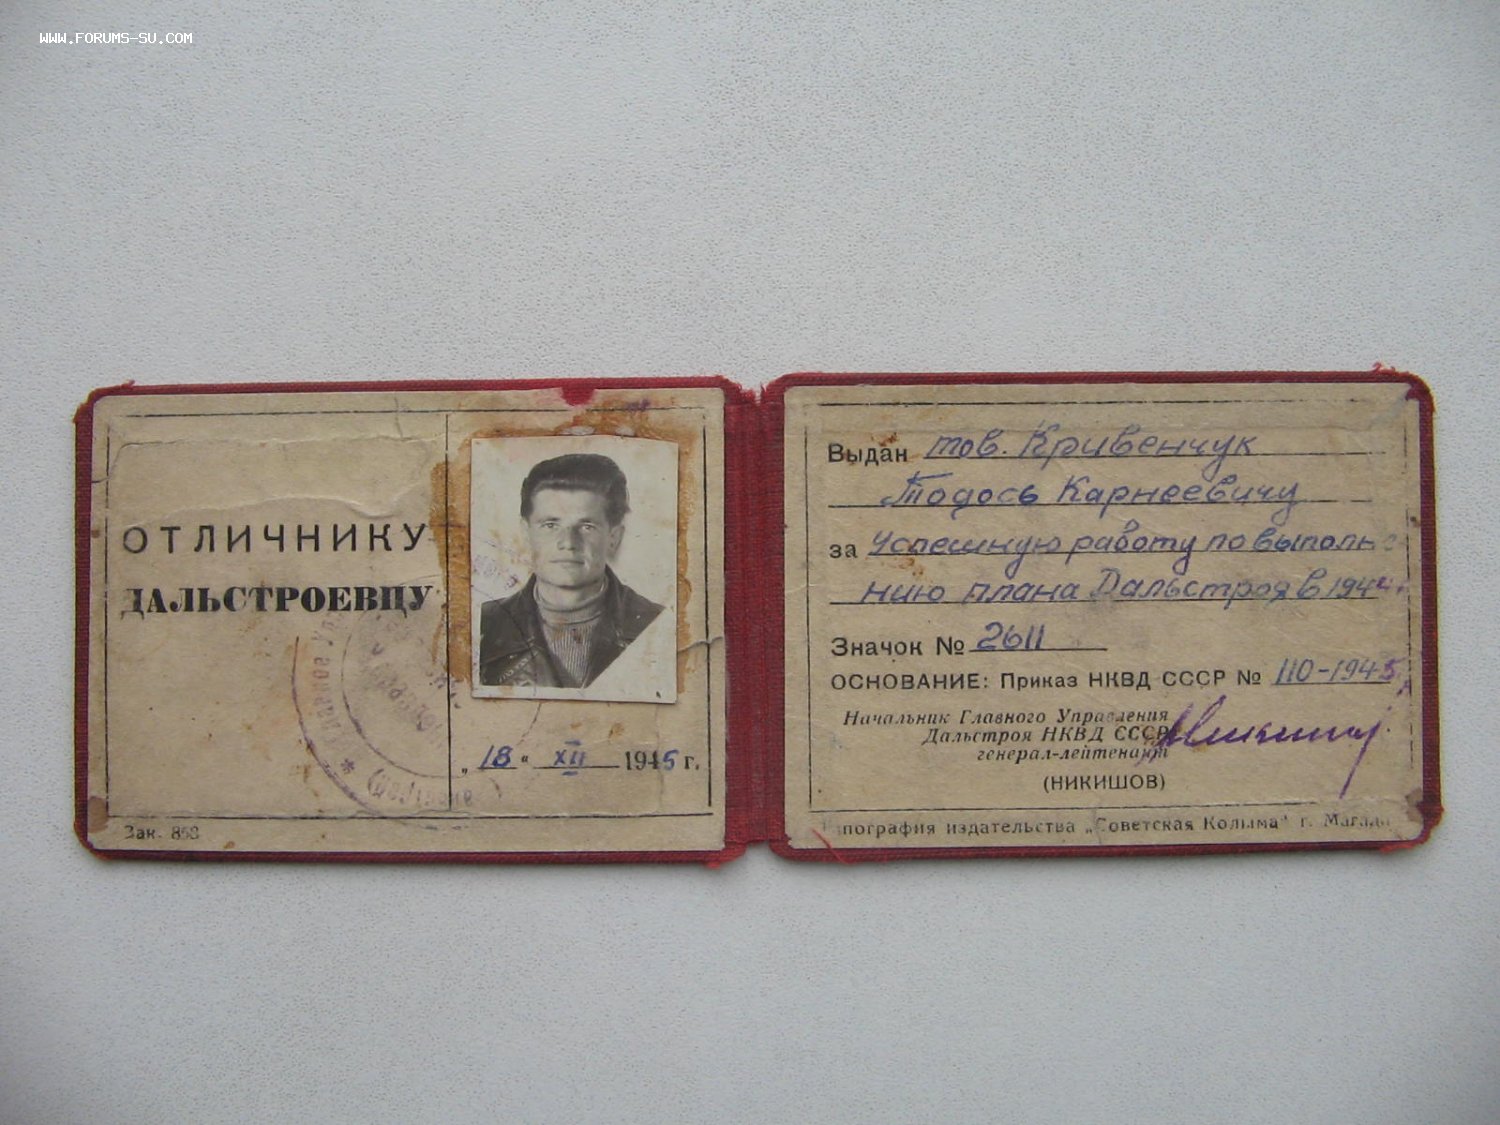 WWW.FORUMS-SU.COM
ОТЛИЧНИКУ
ДАЛЬСТРОЕВЦУ
„18“ XII 1945 г.
Зак. 853
Выдан тов. Кривенчук
Тодось Карнеевичу
за Успешную работу по выполне
нию плана Дальстроя в 1944
Значок № 2611
ОСНОВАНИЕ: Приказ НКВД СССР № 110-1945
Начальник Главного Управления
Дальстроя НКВД СССР
генерал-лейтенант
(НИКИШОВ)
Типография издательства „Советская Колыма“ г. Магадан